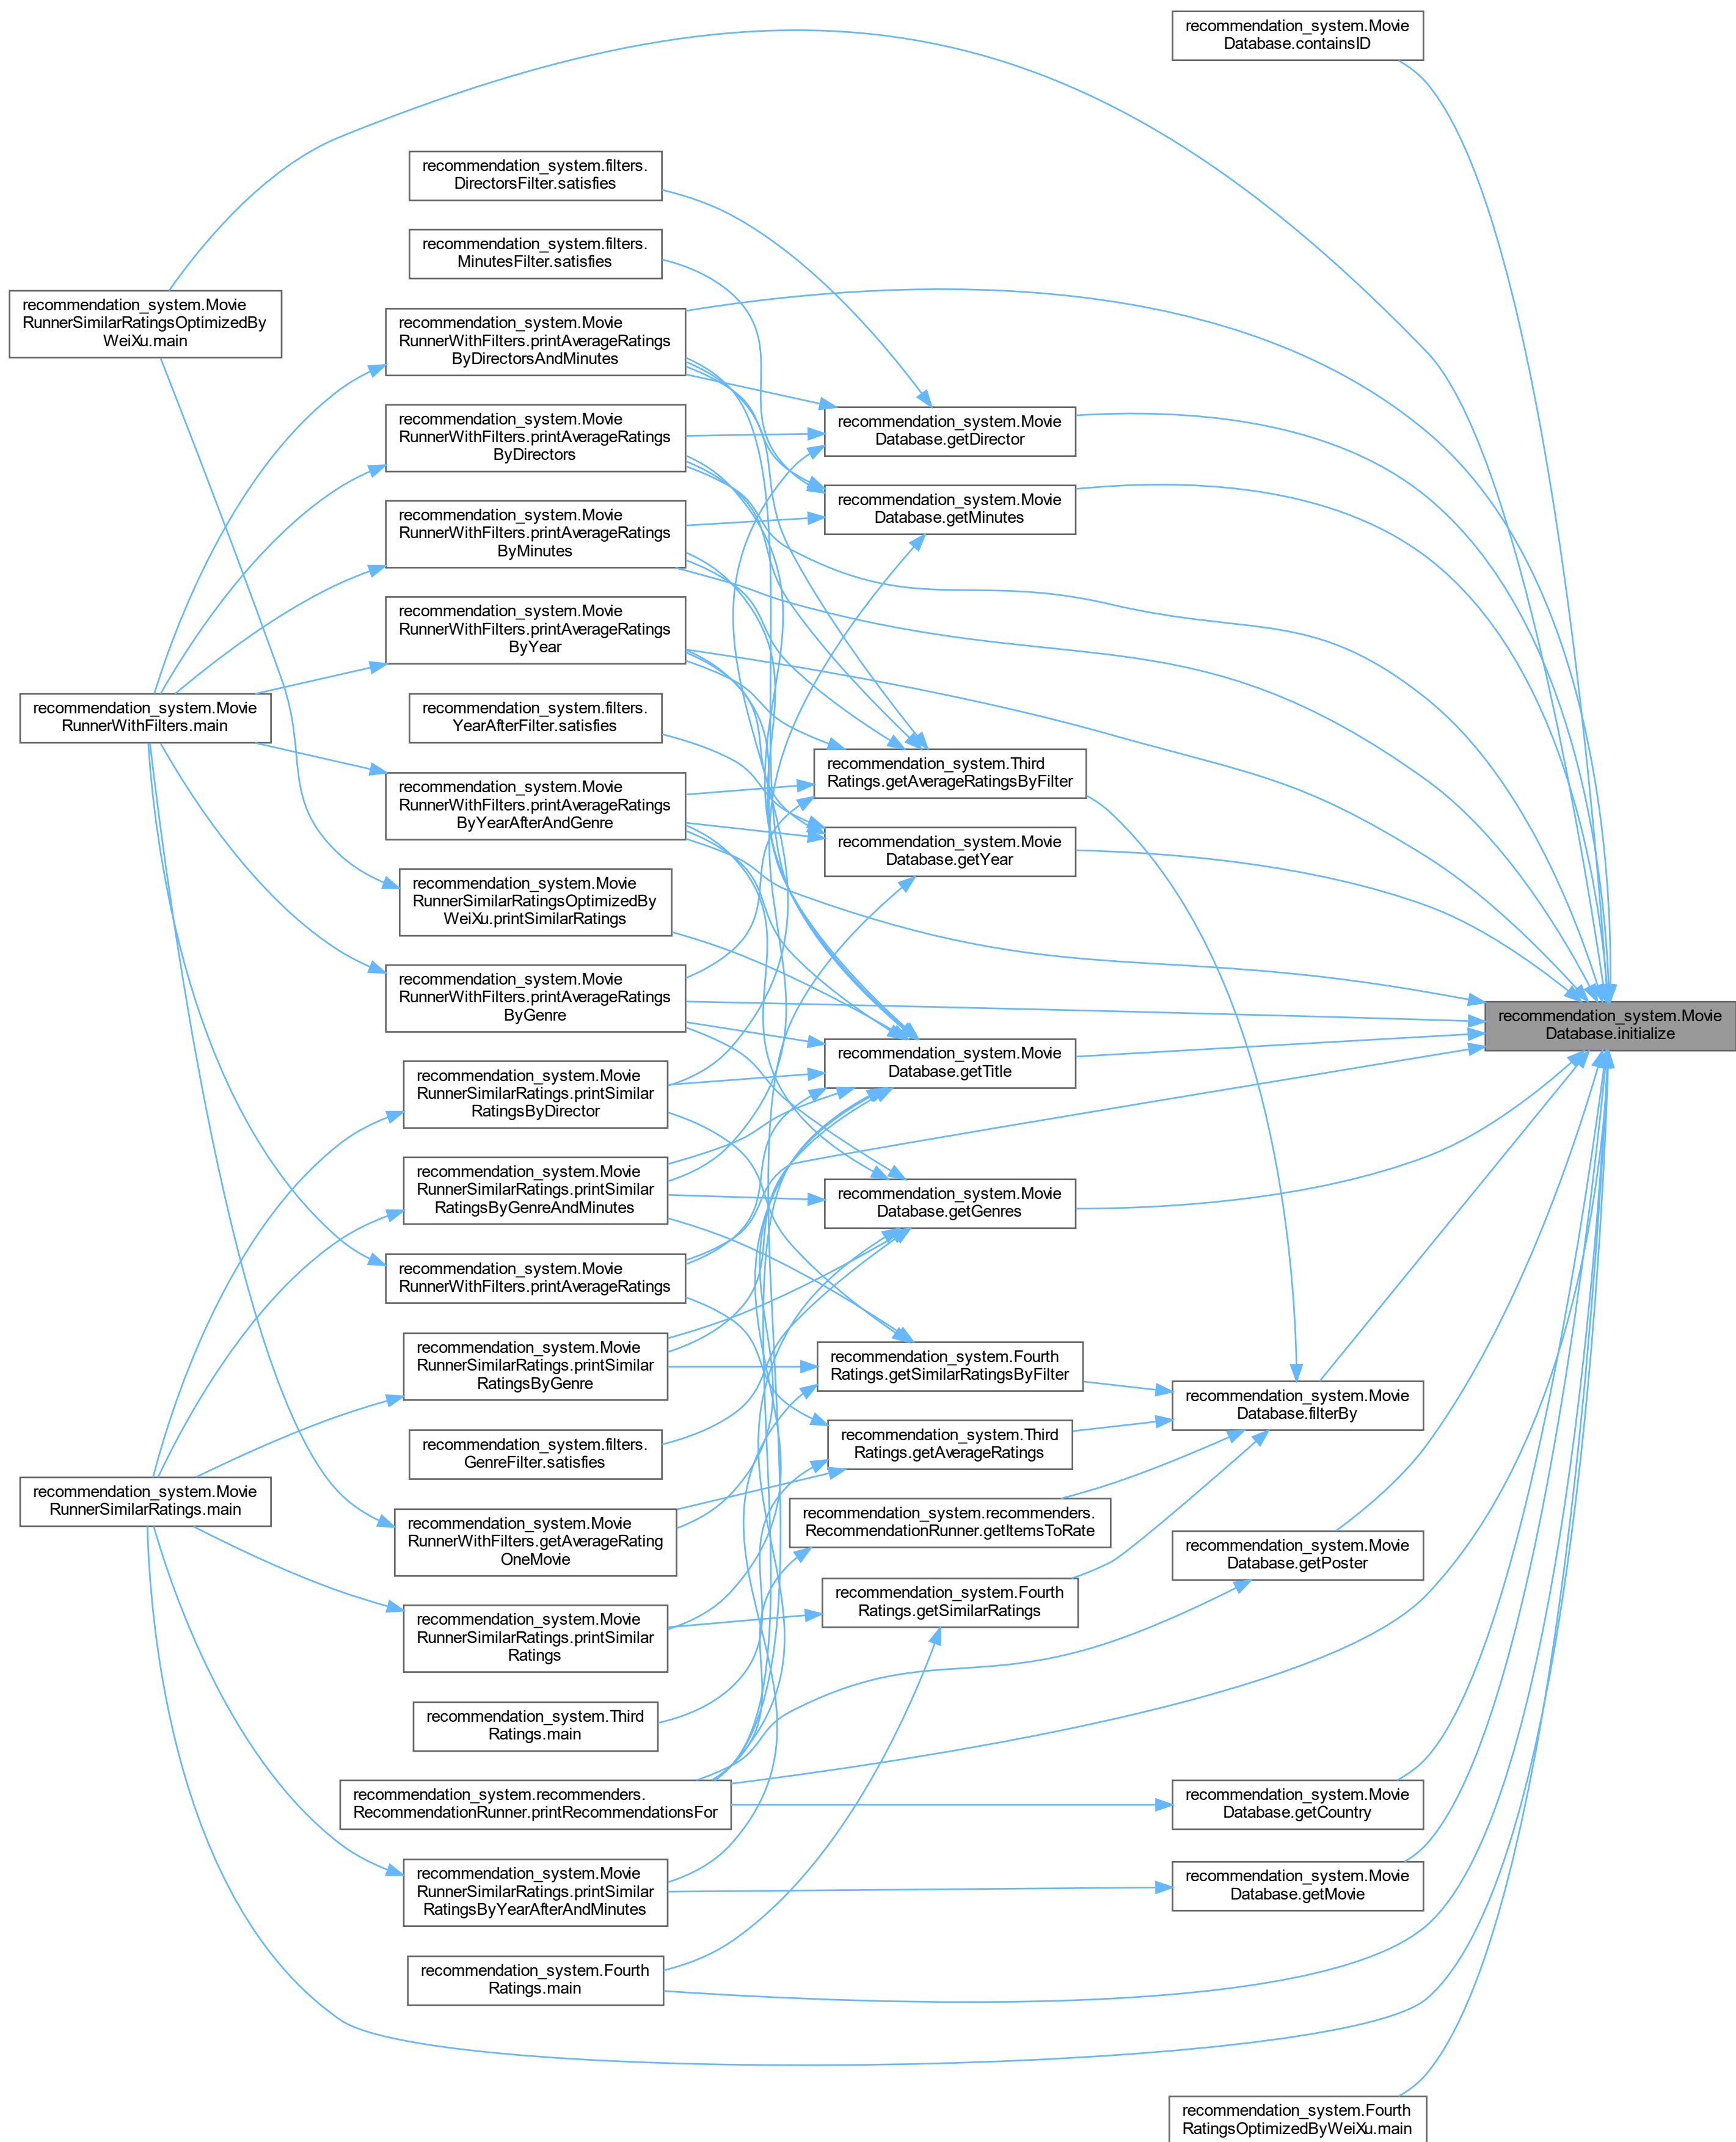 recommendation_system.Movie
Database.containsID
recommendation_system.filters.
DirectorsFilter.satisfies
recommendation_system.filters.
MinutesFilter.satisfies
recommendation_system.Movie
RunnerSimilarRatingsOptimizedBy
WeiXu.main
recommendation_system.Movie
RunnerWithFilters.printAverageRatings
ByDirectorsAndMinutes
recommendation_system.Movie
RunnerWithFilters.printAverageRatings
ByDirectors
recommendation_system.Movie
Database.getDirector
recommendation_system.Movie
Database.getMinutes
recommendation_system.Movie
RunnerWithFilters.printAverageRatings
ByMinutes
recommendation_system.Movie
RunnerWithFilters.printAverageRatings
ByYear
recommendation_system.Movie
RunnerWithFilters.main
recommendation_system.filters.
YearAfterFilter.satisfies
recommendation_system.Third
Ratings.getAverageRatingsByFilter
recommendation_system.Movie
RunnerWithFilters.printAverageRatings
ByYearAfterAndGenre
recommendation_system.Movie
Database.getYear
recommendation_system.Movie
RunnerSimilarRatingsOptimizedBy
WeiXu.printSimilarRatings
recommendation_system.Movie
RunnerWithFilters.printAverageRatings
ByGenre
recommendation_system.Movie
Database.initialize
recommendation_system.Movie
Database.getTitle
recommendation_system.Movie
RunnerSimilarRatings.printSimilar
RatingsByDirector
recommendation_system.Movie
RunnerSimilarRatings.printSimilar
RatingsByGenreAndMinutes
recommendation_system.Movie
Database.getGenres
recommendation_system.Movie
RunnerWithFilters.printAverageRatings
recommendation_system.Movie
RunnerSimilarRatings.printSimilar
RatingsByGenre
recommendation_system.Fourth
Ratings.getSimilarRatingsByFilter
recommendation_system.Movie
Database.filterBy
recommendation_system.filters.
GenreFilter.satisfies
recommendation_system.Third
Ratings.getAverageRatings
recommendation_system.Movie
RunnerSimilarRatings.main
recommendation_system.Movie
RunnerWithFilters.getAverageRating
OneMovie
recommendation_system.recommenders.
RecommendationRunner.getItemsToRate
recommendation_system.Movie
Database.getPoster
recommendation_system.Fourth
Ratings.getSimilarRatings
recommendation_system.Movie
RunnerSimilarRatings.printSimilar
Ratings
recommendation_system.Third
Ratings.main
recommendation_system.recommenders.
RecommendationRunner.printRecommendationsFor
recommendation_system.Movie
Database.getCountry
recommendation_system.Movie
RunnerSimilarRatings.printSimilar
RatingsByYearAfterAndMinutes
recommendation_system.Movie
Database.getMovie
recommendation_system.Fourth
Ratings.main
recommendation_system.Fourth
RatingsOptimizedByWeiXu.main